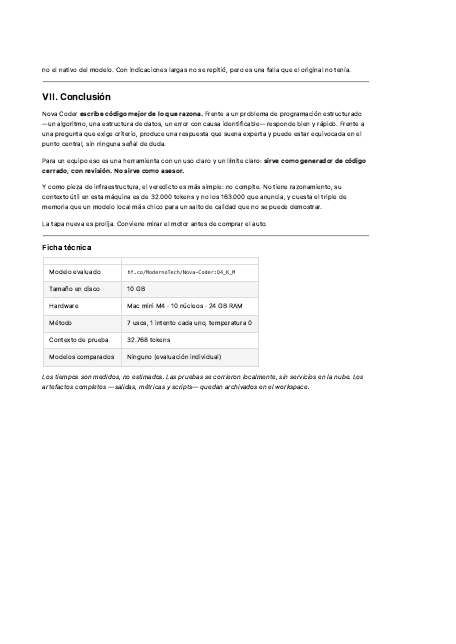 no el nativo del modelo. Con indicaciones largas no se repitió, pero es una falla que el original no tenía.
VII. Conclusión
Nova Coder escribe código mejor de lo que razona. Frente a un problema de programación estructurado
—un algoritmo, una estructura de datos, un error con causa identificable— responde bien y rápido. Frente a
una pregunta que exige criterio, produce una respuesta que suena experta y puede estar equivocada en el
punto central, sin ninguna señal de duda.
Para un equipo eso es una herramienta con un uso claro y un límite claro: sirve como generador de código
cerrado, con revisión. No sirve como asesor.
Y como pieza de infraestructura, el veredicto es más simple: no compite. No tiene razonamiento, su
contexto útil en esta máquina es de 32.000 tokens y no los 163.000 que se anuncia, y cuesta el triple de
memoria que un modelo local más chico para un salto de calidad que no se puede demostrar.
La tapa nueva es prolija. Conviene mirar el motor antes de comprar el auto.
Ficha técnica
Modelo evaluado hf.co/ModernoTech/Nova-Coder:Q4_K_M
Tamaño en disco 10 GB
Hardware Mac mini M4 · 10 núcleos · 24 GB RAM
Método 7 usos, 1 intento cada uno, temperatura 0
Contexto de prueba 32.768 tokens
Modelos comparados Ninguno (evaluación individual)
Los tiempos son medidos, no estimados. Las pruebas se corrieron localmente, sin servicios en la nube. Los
artefactos completos —salidas, métricas y scripts— quedan archivados en el workspace.